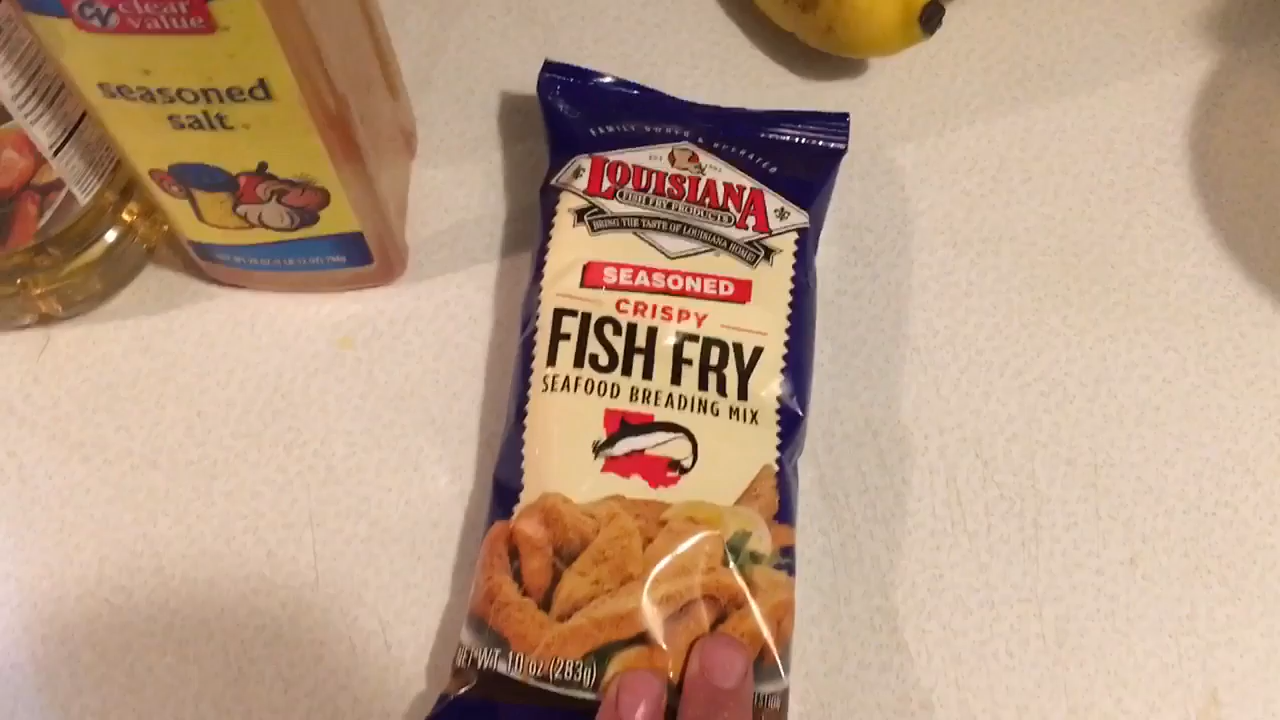 CV clear
value
seasoned
salt
FAMILY OWNED & OPERATED
LOUISIANA
FISH FRY PRODUCTS
BRING THE TASTE OF LOUISIANA HOME!
SEASONED
CRISPY
FISH FRY
SEAFOOD BREADING MIX
NET WT 10 oz (283g)